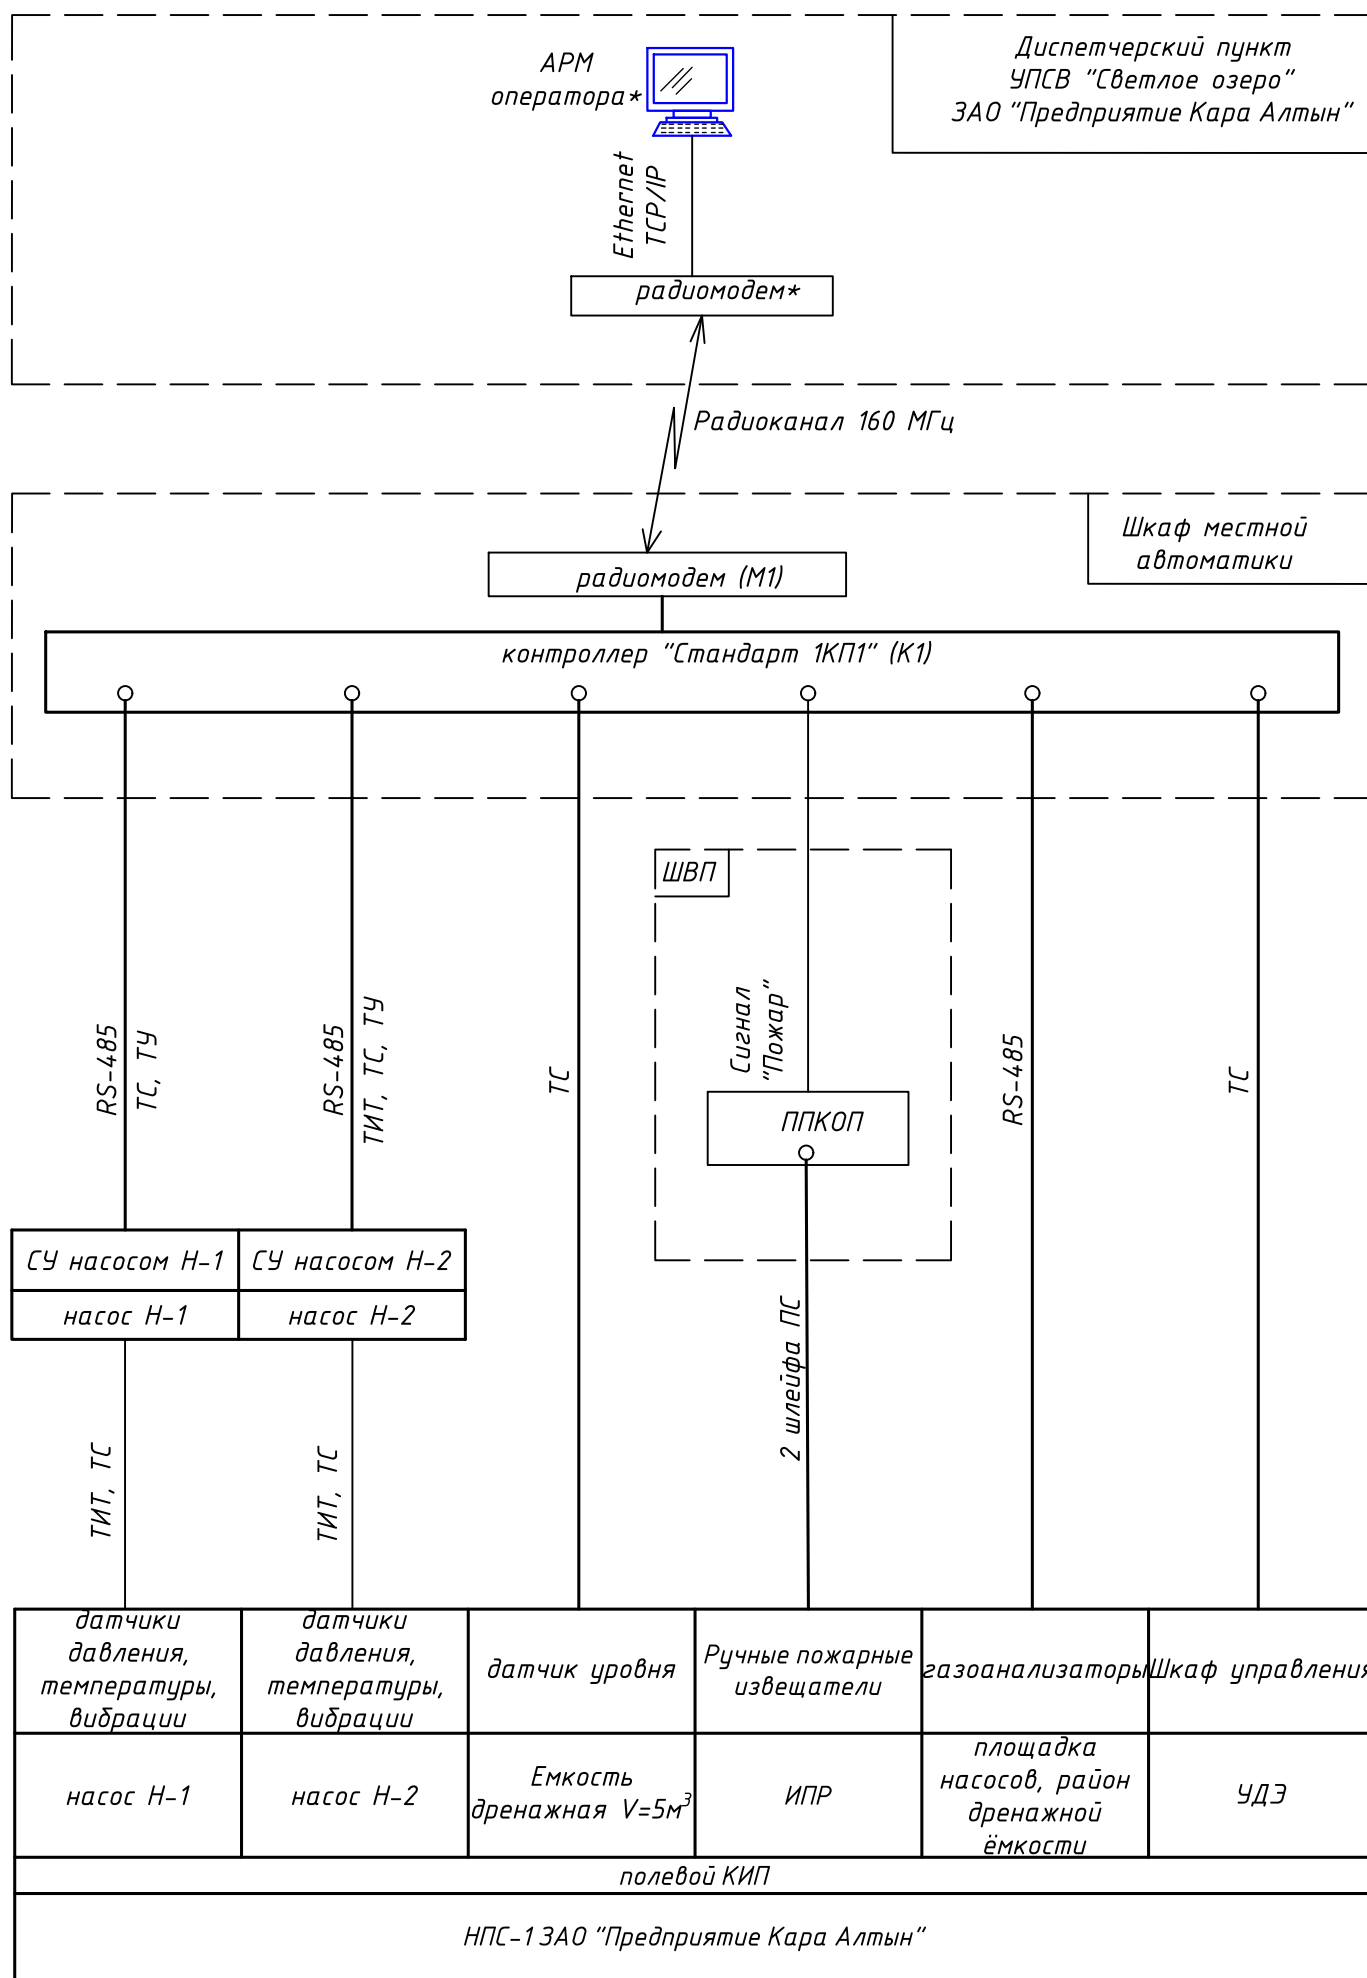 АРМ
оператора*
Диспетчерский пункт
УПСВ "Светлое озеро"
ЗАО "Предприятие Кара Алтын"
Ethernet
TCP/IP
радиомодем*
Радиоканал 160 МГц
Шкаф местной
автоматики
радиомодем (М1)
контроллер "Стандарт 1КП1" (К1)
ШВП
RS-485
ТС, ТУ
RS-485
ТИТ, ТС, ТУ
ТС
Сигнал
"Пожар"
RS-485
ТС
ППКОП
СУ насосом Н-1
СУ насосом Н-2
насос Н-1
насос Н-2
ТИТ, ТС
ТИТ, ТС
2 шлейфа ПС
датчики
давления,
температуры,
вибрации
датчики
давления,
температуры,
вибрации
датчик уровня
Ручные пожарные
извещатели
газоанализаторы
Шкаф управления
насос Н-1
насос Н-2
Емкость
дренажная V=5м³
ИПР
площадка
насосов, район
дренажной
ёмкости
УДЭ
полевой КИП
НПС-1 ЗАО "Предприятие Кара Алтын"